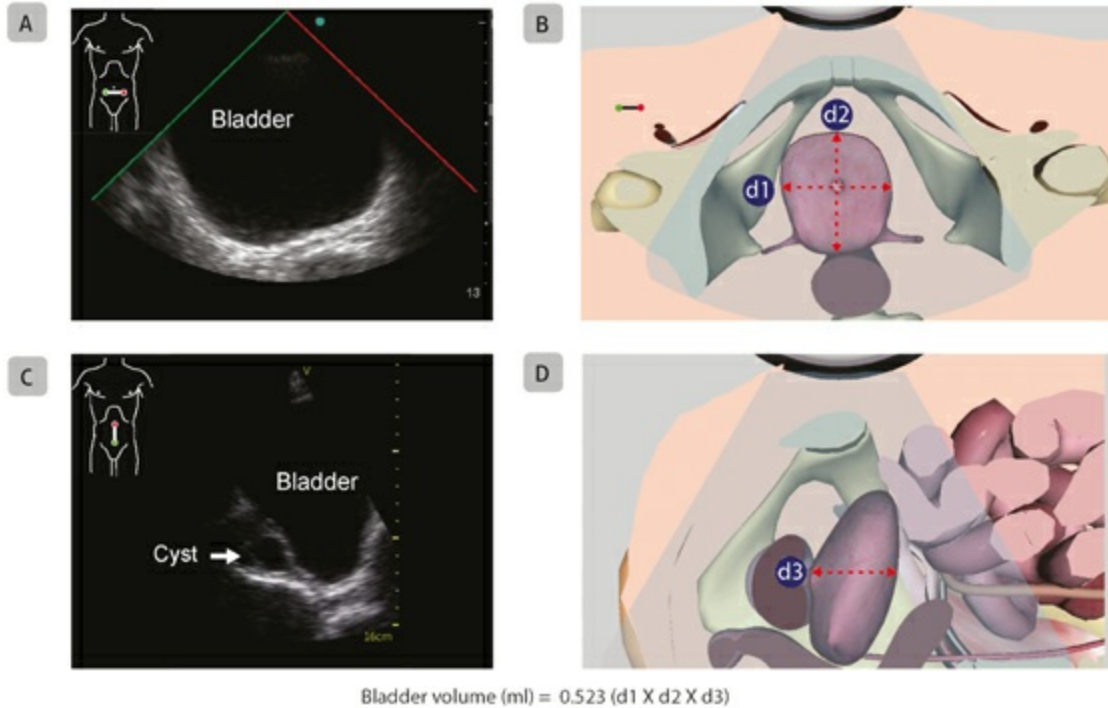 A
Bladder
13
B
d2
d1
C
V
Bladder
Cyst
16cm
D
d3
Bladder volume (ml) = 0.523 (d1 X d2 X d3)